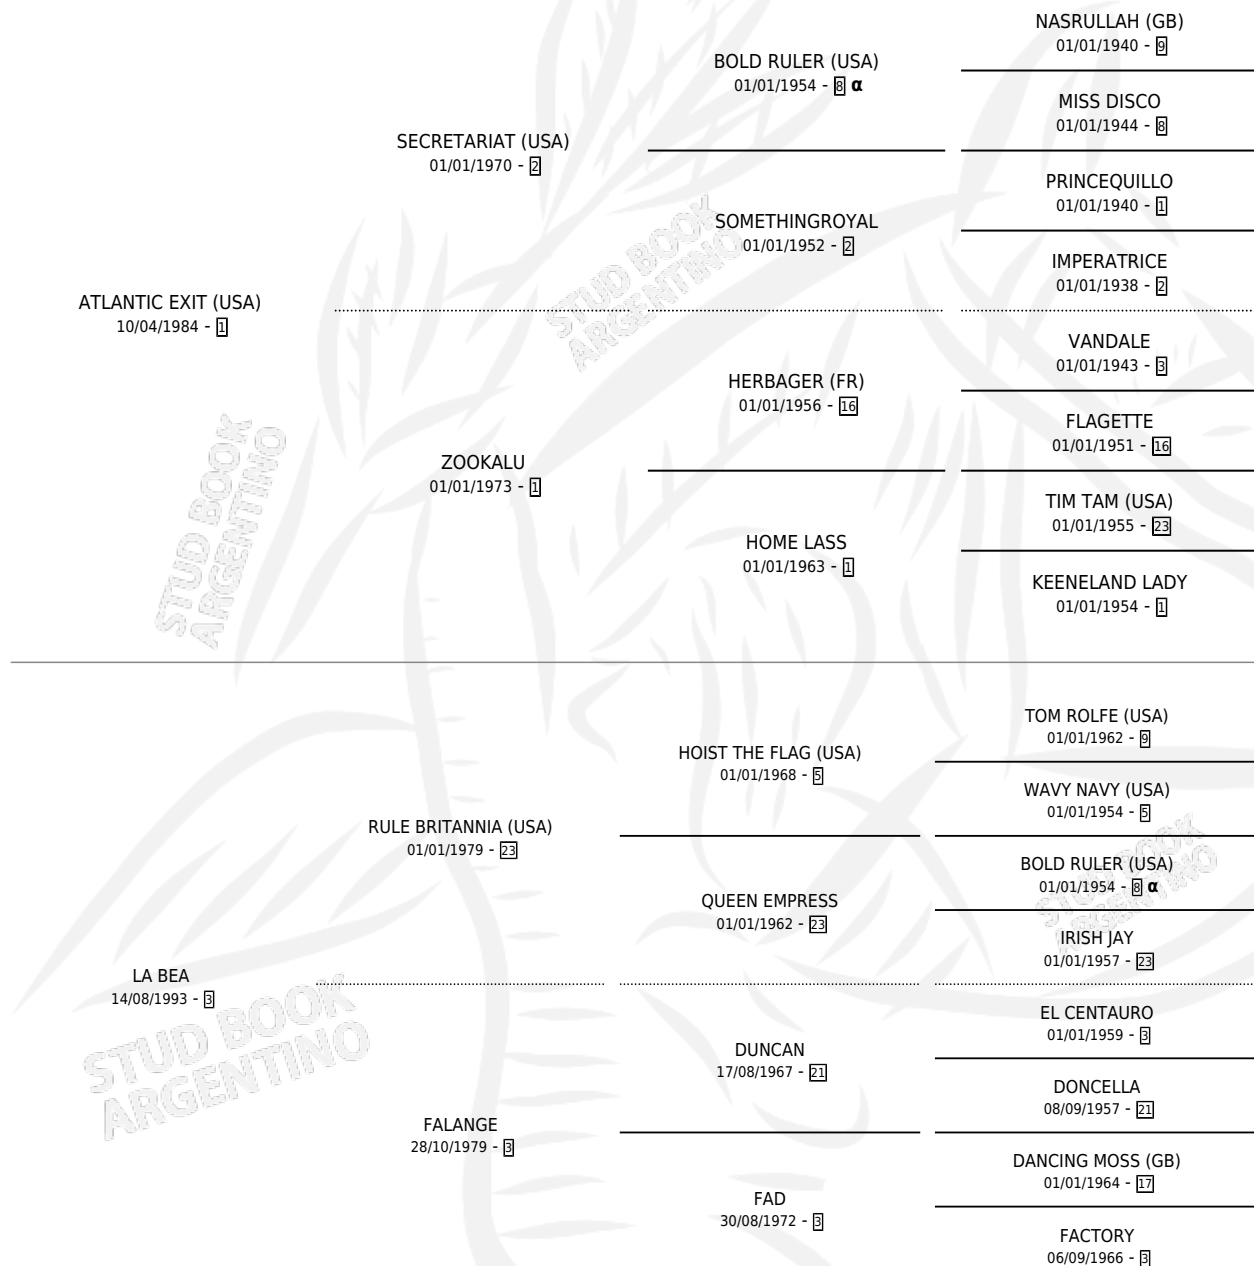 NASRULLAH (GB)
01/01/1940 - 9
BOLD RULER (USA)
01/01/1954 - 8 α
MISS DISCO
01/01/1944 - 8
SECRETARIAT (USA)
01/01/1970 - 2
PRINCEQUILLO
01/01/1940 - 1
SOMETHINGROYAL
01/01/1952 - 2
IMPERATRICE
01/01/1938 - 2
ATLANTIC EXIT (USA)
10/04/1984 - 1
VANDALE
01/01/1943 - 3
HERBAGER (FR)
01/01/1956 - 16
FLAGETTE
01/01/1951 - 16
ZOOKALU
01/01/1973 - 1
TIM TAM (USA)
01/01/1955 - 23
HOME LASS
01/01/1963 - 1
KEENELAND LADY
01/01/1954 - 1
TOM ROLFE (USA)
01/01/1962 - 9
HOIST THE FLAG (USA)
01/01/1968 - 5
WAVY NAVY (USA)
01/01/1954 - 5
RULE BRITANNIA (USA)
01/01/1979 - 23
BOLD RULER (USA)
01/01/1954 - 8 α
QUEEN EMPRESS
01/01/1962 - 23
IRISH JAY
01/01/1957 - 23
LA BEA
14/08/1993 - 3
EL CENTAURO
01/01/1959 - 3
DUNCAN
17/08/1967 - 21
DONCELLA
08/09/1957 - 21
FALANGE
28/10/1979 - 3
DANCING MOSS (GB)
01/01/1964 - 17
FAD
30/08/1972 - 3
FACTORY
06/09/1966 - 3
STUD BOOK
ARGENTINO
STUD BOOK
ARGENTINO
STUD BOOK
ARGENTINO
STUD BOOK
ARGENTINO